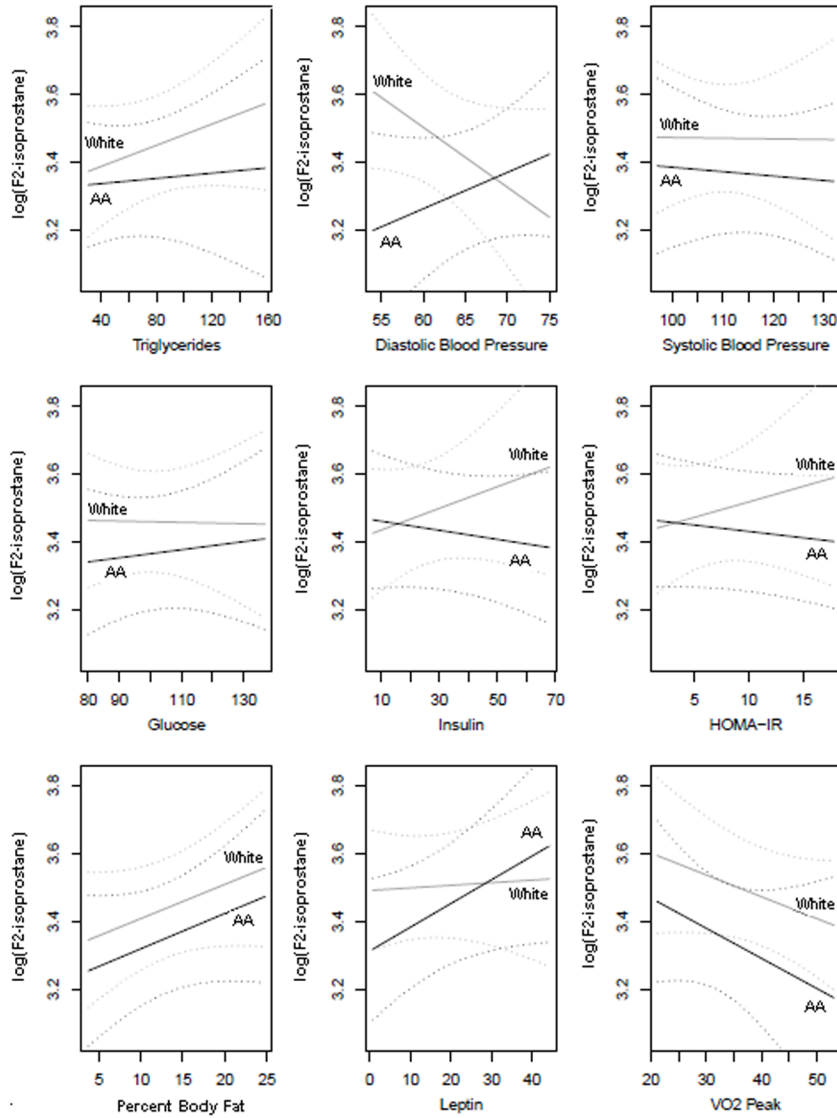 log(F2-isoprostane)
3.8
3.6
3.4
3.2
White
AA
40 80 120 160
Triglycerides
log(F2-isoprostane)
3.8
3.6
3.4
3.2
White
AA
55 60 65 70 75
Diastolic Blood Pressure
log(F2-isoprostane)
3.8
3.6
3.4
3.2
White
AA
100 110 120 130
Systolic Blood Pressure
log(F2-isoprostane)
3.8
3.6
3.4
3.2
White
AA
80 90 110 130
Glucose
log(F2-isoprostane)
3.8
3.6
3.4
3.2
White
AA
10 30 50 70
Insulin
log(F2-isoprostane)
3.8
3.6
3.4
3.2
White
AA
5 10 15
HOMA-IR
log(F2-isoprostane)
3.8
3.6
3.4
3.2
White
AA
5 10 15 20 25
Percent Body Fat
log(F2-isoprostane)
3.8
3.6
3.4
3.2
AA
White
0 10 20 30 40
Leptin
log(F2-isoprostane)
3.8
3.6
3.4
3.2
White
AA
20 30 40 50
VO2 Peak